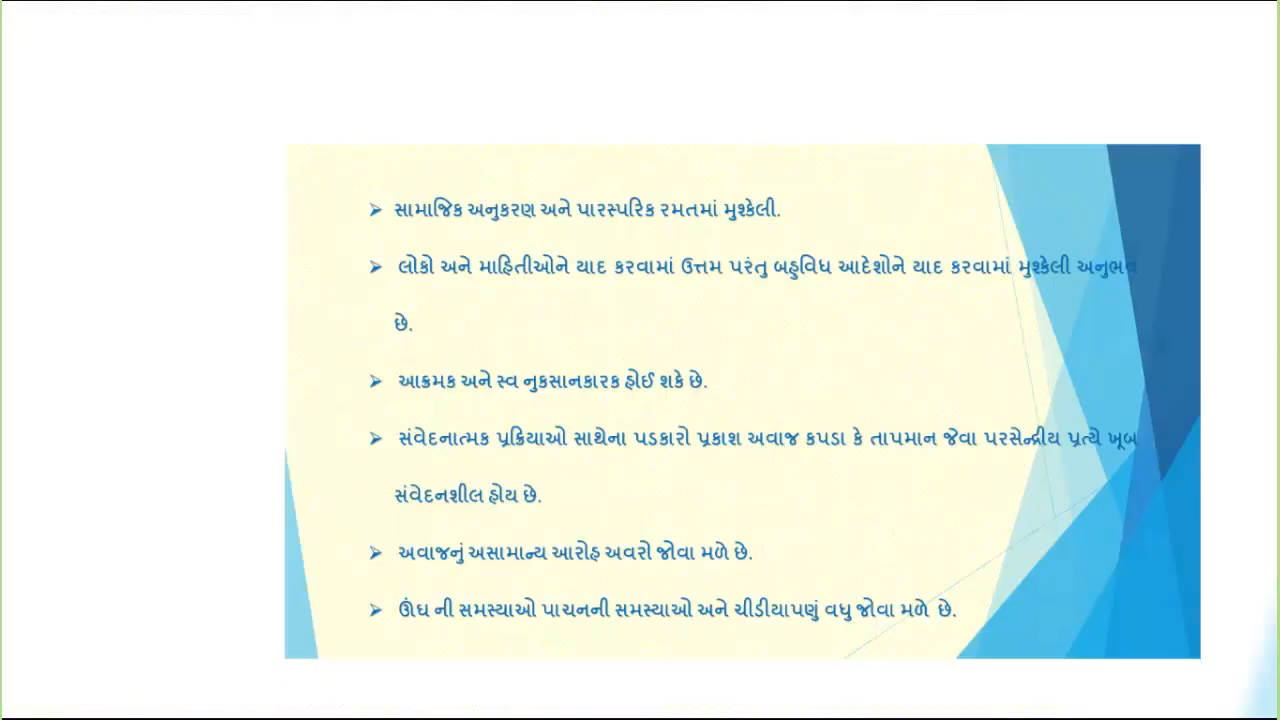 ➢ સામાજિક અનુકરણ અને પારસ્પરિક રમતમાં મુશ્કેલી.
➢ લોકો અને માહિતીઓને યાદ કરવામાં ઉત્તમ પરંતુ બહુવિધ આદેશોને યાદ કરવામાં મુશ્કેલી અનુભવ
છે.
➢ આક્રમક અને સ્વ નુકસાનકારક હોઈ શકે છે.
➢ સંવેદનાત્મક પ્રક્રિયાઓ સાથેના પડકારો પ્રકાશ અવાજ કપડા કે તાપમાન જેવા પરસેન્દ્રીય પ્રત્યે ખૂબ
સંવેદનશીલ હોય છે.
➢ અવાજનું અસામાન્ય આરોહ અવરો જોવા મળે છે.
➢ ઊંઘ ની સમસ્યાઓ પાચનની સમસ્યાઓ અને ચીડીયાપણું વધુ જોવા મળે છે.